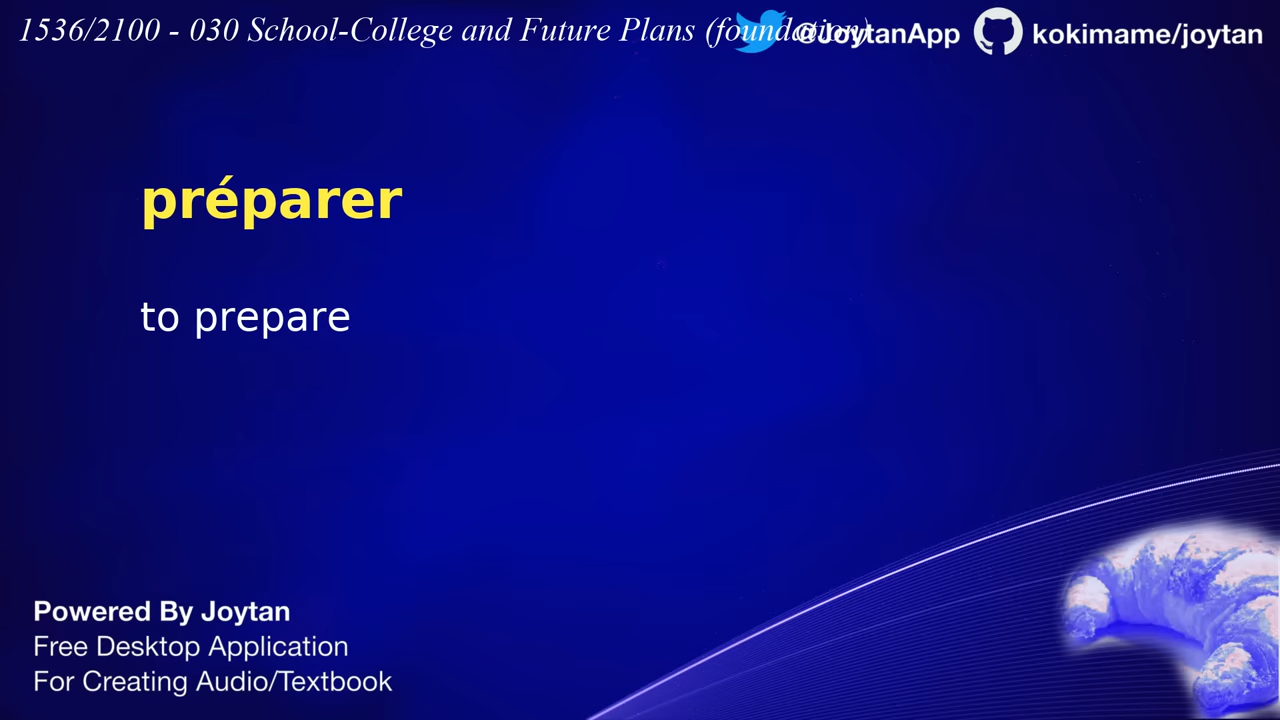 1536/2100 - 030 School-College and Future Plans (foundation)
@JoytanApp
kokimame/joytan
préparer
to prepare
Powered By Joytan
Free Desktop Application
For Creating Audio/Textbook